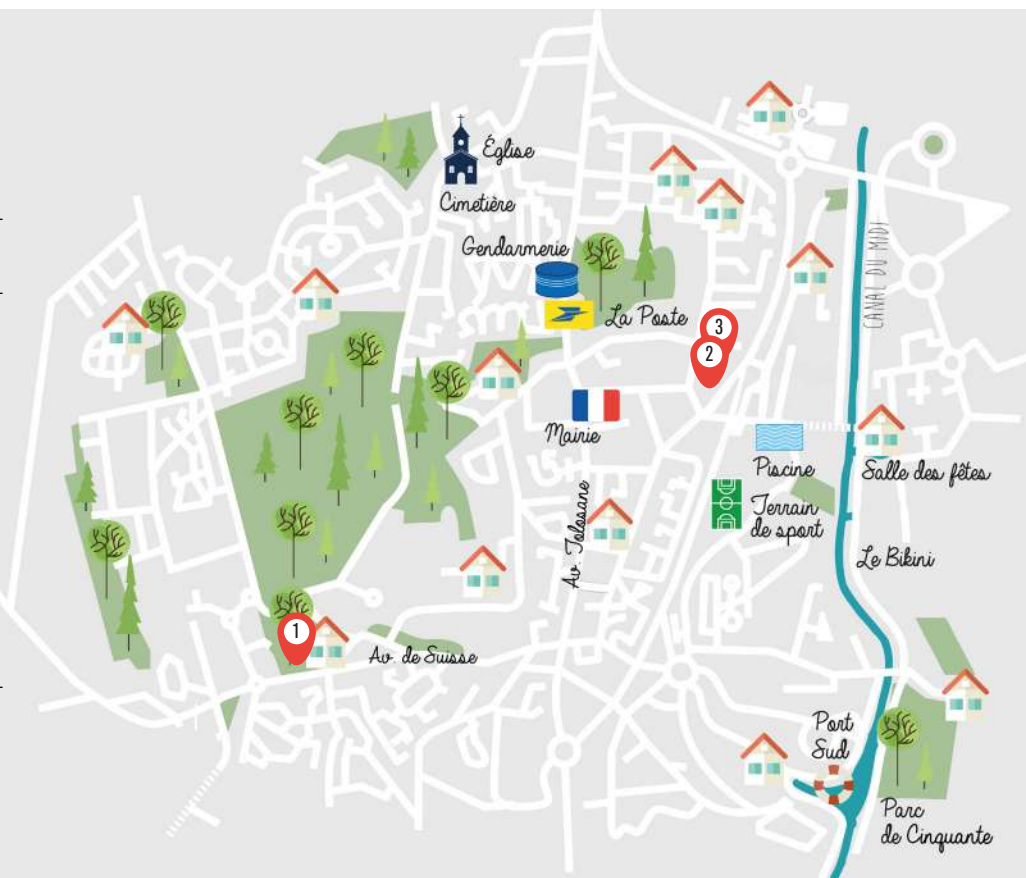 Église
Cimetière
Gendarmerie
La Poste
CANAL DU MIDI
3
2
Mairie
Piscine
Salle des fêtes
Terrain
de sport
Av. Tolosane
Le Bikini
1
Av. de Suisse
Port
Sud
Parc
de Cinquante